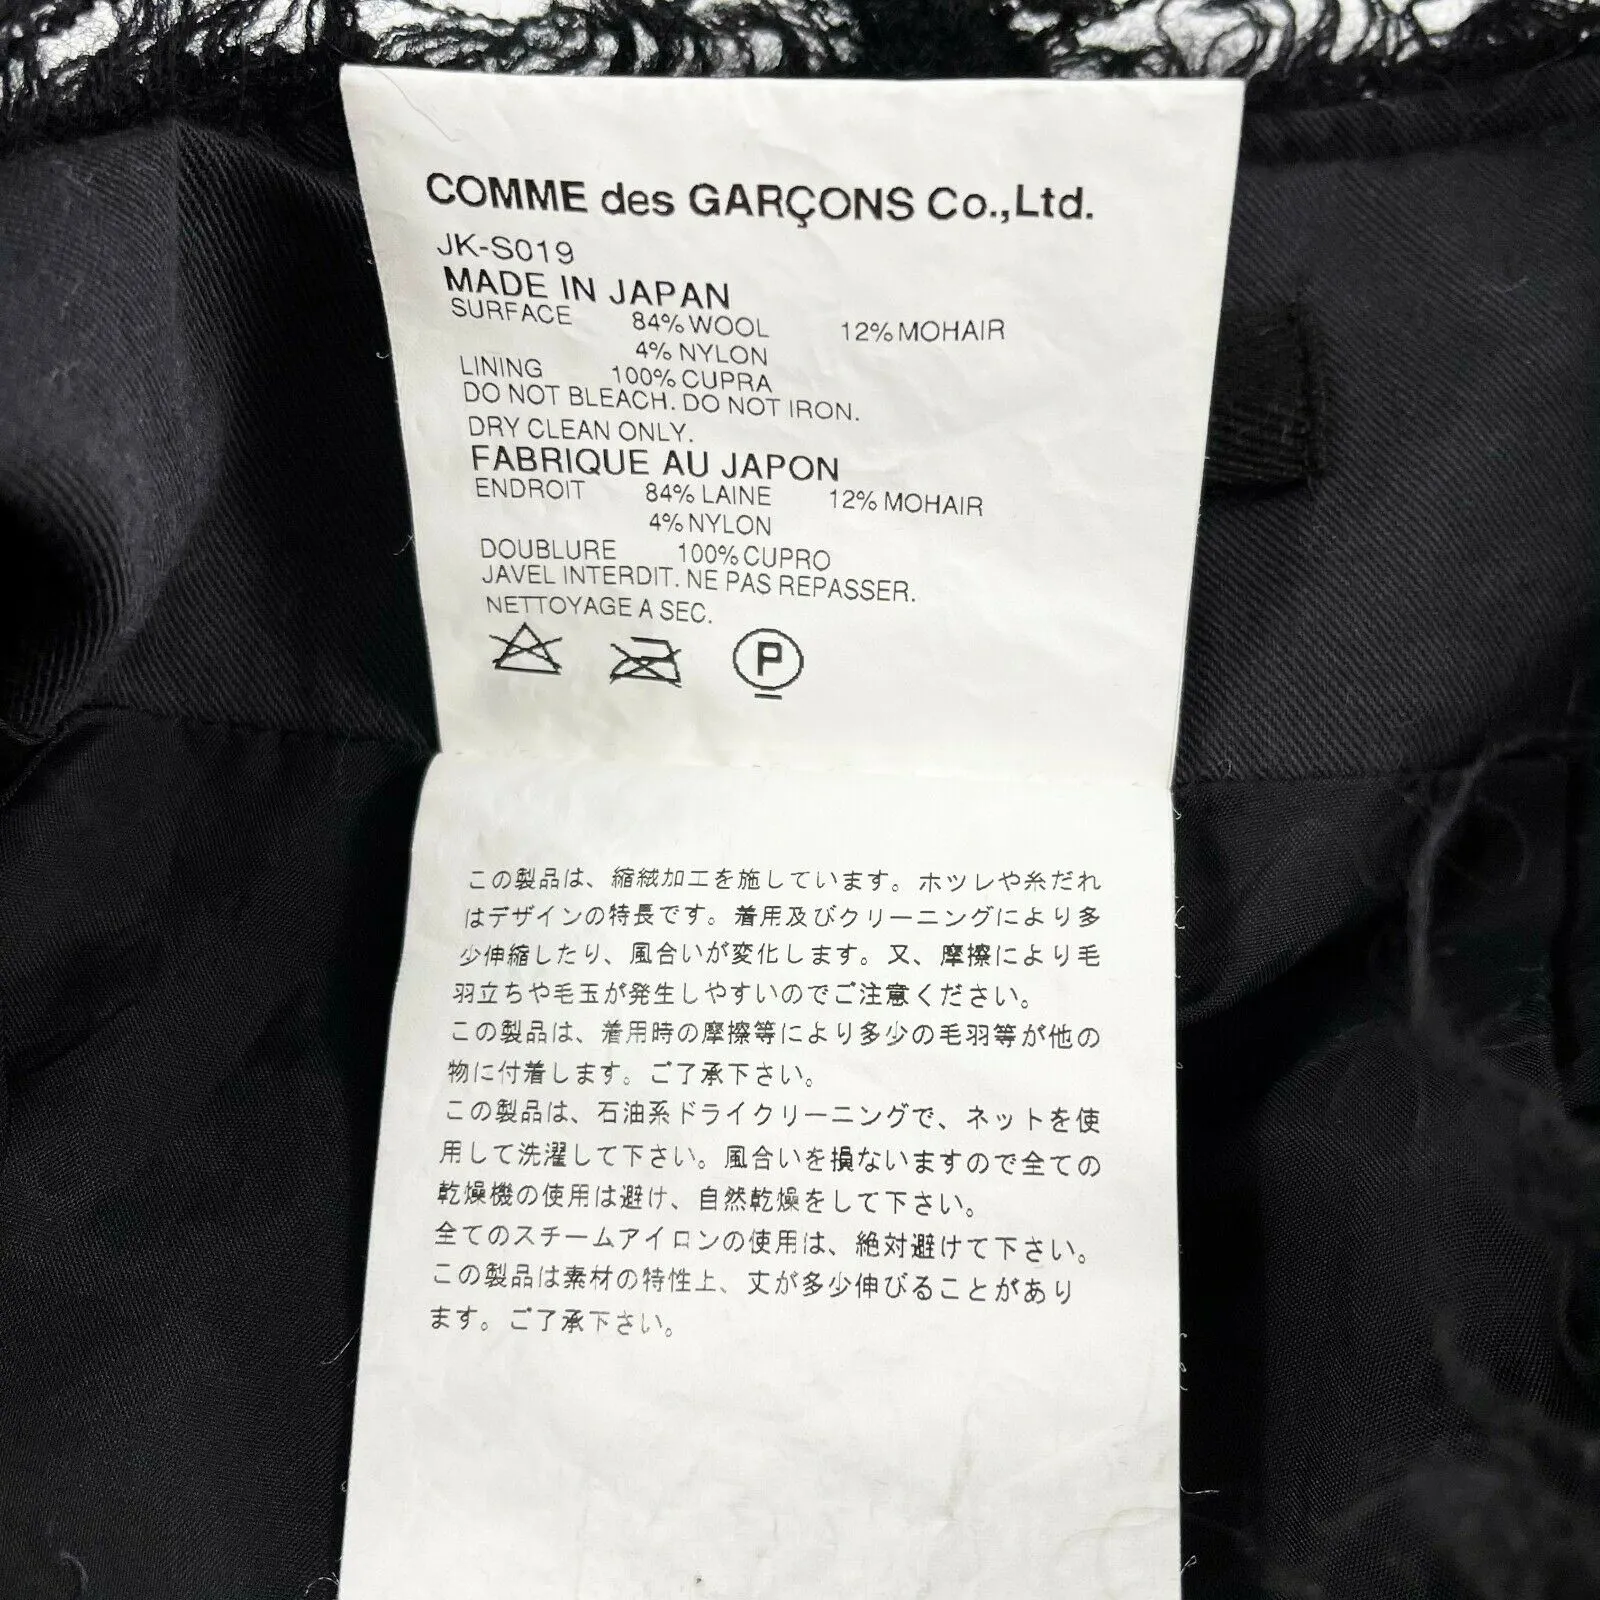 COMME des GARÇONS Co.,Ltd.
JK-S019
MADE IN JAPAN
SURFACE 84% WOOL 12% MOHAIR
4% NYLON
LINING 100% CUPRA
DO NOT BLEACH. DO NOT IRON.
DRY CLEAN ONLY.
FABRIQUE AU JAPON
ENDROIT 84% LAINE 12% MOHAIR
4% NYLON
DOUBLURE 100% CUPRO
JAVEL INTERDIT. NE PAS REPASSER.
NETTOYAGE A SEC.
P
この製品は、縮絨加工を施しています。ホツレや糸だれ
はデザインの特長です。着用及びクリーニングにより多
少伸縮したり、風合いが変化します。又、摩擦により毛
羽立ちや毛玉が発生しやすいのでご注意ください。
この製品は、着用時の摩擦等により多少の毛羽等が他の
物に付着します。ご了承下さい。
この製品は、石油系ドライクリーニングで、ネットを使
用して洗濯して下さい。風合いを損ないますので全ての
乾燥機の使用は避け、自然乾燥をして下さい。
全てのスチームアイロンの使用は、絶対避けて下さい。
この製品は素材の特性上、丈が多少伸びることがあり
ます。ご了承下さい。